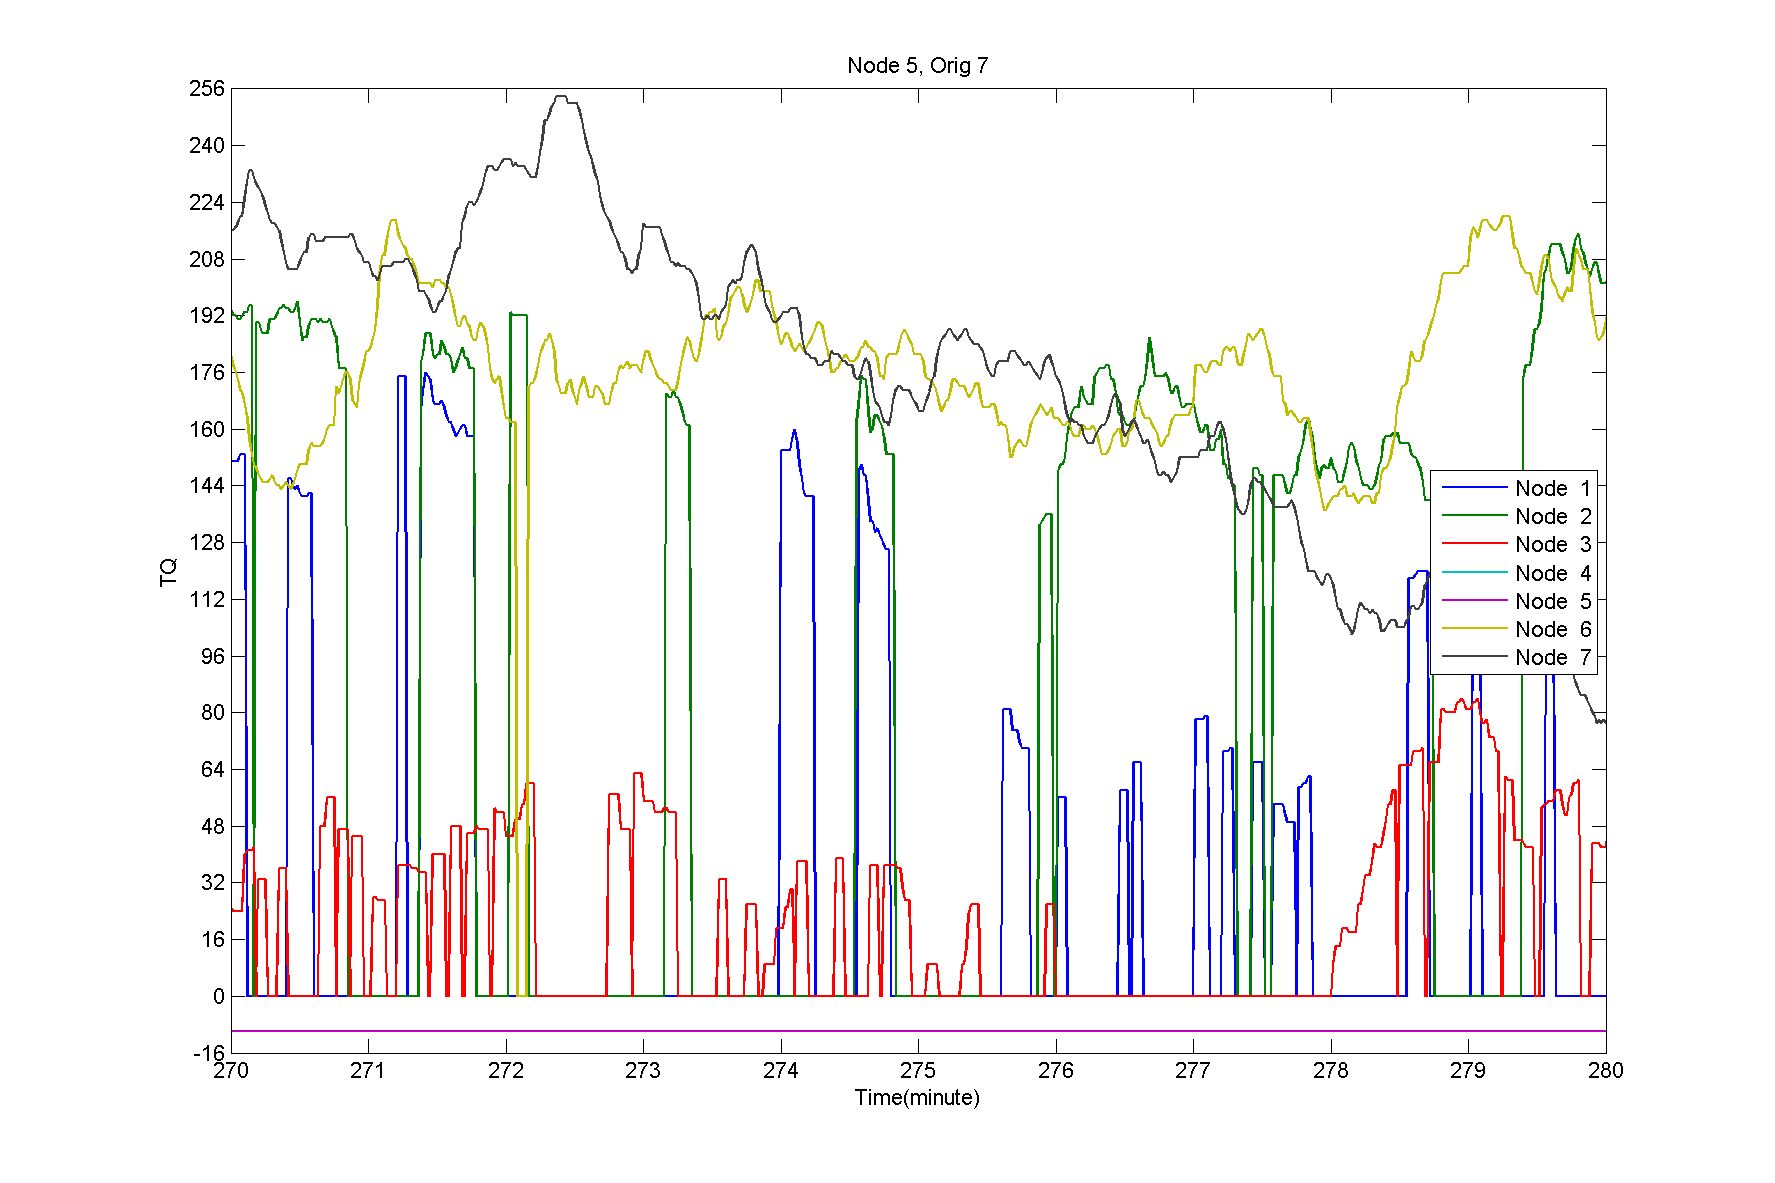 Node 5, Orig 7
256
240
224
208
192
176
160
144
128
112
96
80
64
48
32
16
0
-16
TQ
Node 1
Node 2
Node 3
Node 4
Node 5
Node 6
Node 7
270 271 272 273 274 275 276 277 278 279 280
Time(minute)